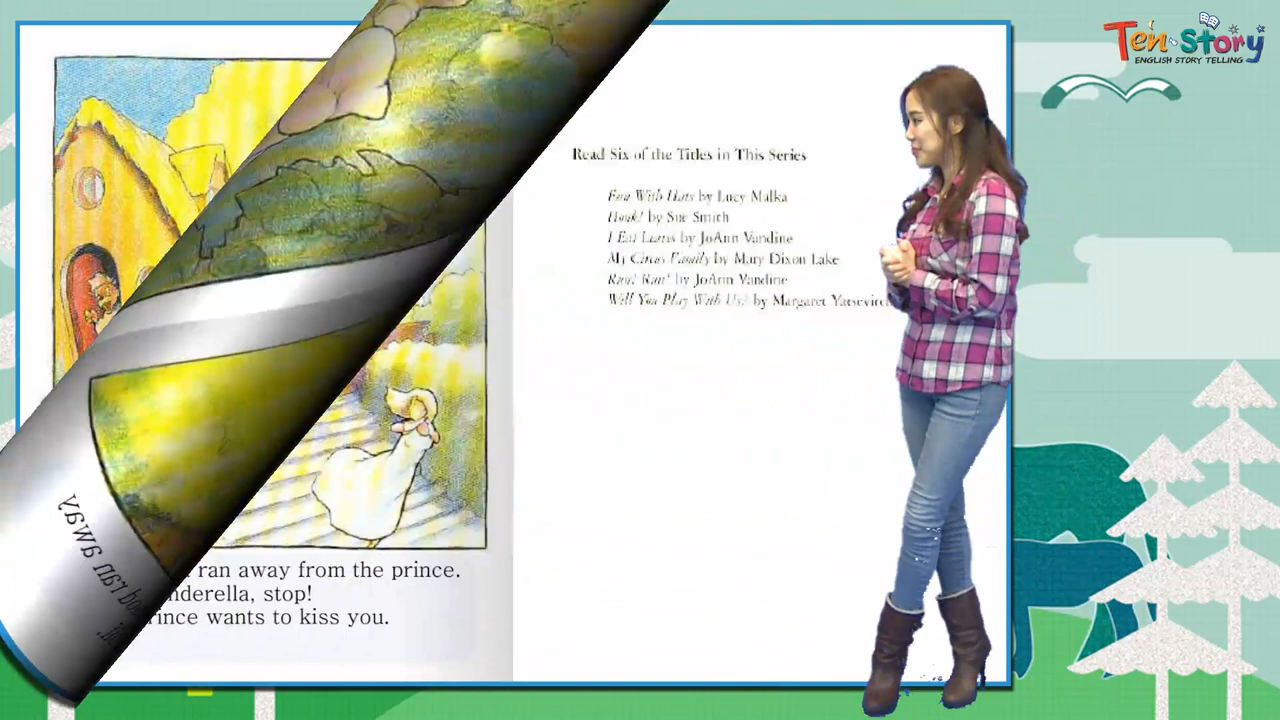 Ten Story
ENGLISH STORY TELLING
Read Six of the Titles in This Series
Fun With Hats by Lucy Malka
Honk! by Sue Smith
I Eat Leaves by JoAnn Vandine
My Circus Family by Mary Dixon Lake
Run! Run! by JoAnn Vandine
Will You Play With Us? by Margaret
ran away from the prince.
nderella, stop!
rince wants to kiss you.
ran away